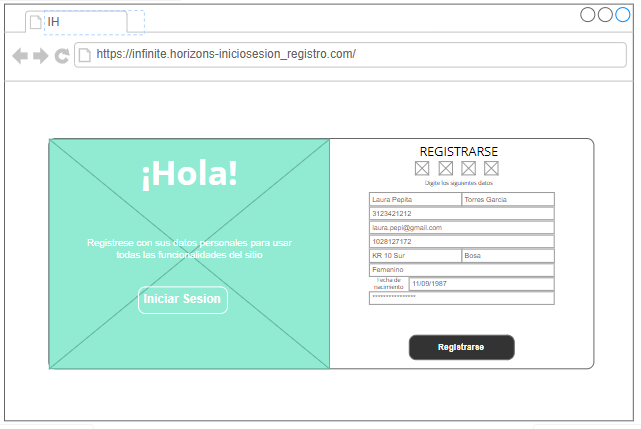 IH
https://infinite.horizons-iniciosesion_registro.com/
¡Hola!
Registrese con sus datos personales para usar
todas las funcionalidades del sitio
Iniciar Sesion
REGISTRARSE
Digite los siguientes datos
Laura Pepita Torres Garcia
3123421212
laura.pepi@gmail.com
1028127172
KR 10 Sur Bosa
Femenino
Fecha de
nacimiento 11/09/1987
****************
Registrarse